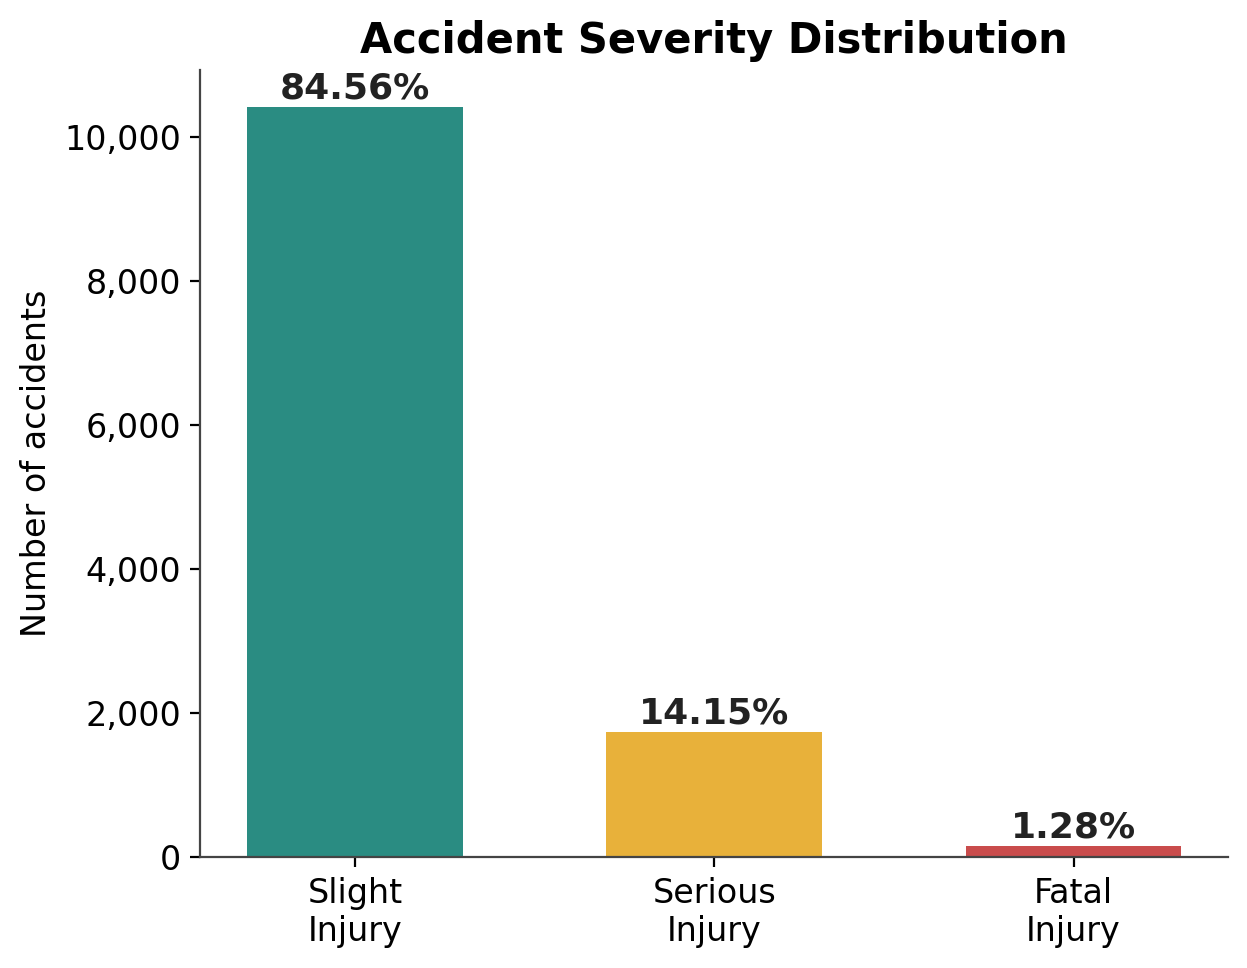 Accident Severity Distribution
84.56%
10,000
8,000
6,000
4,000
2,000
0
Number of accidents
14.15%
1.28%
Slight
Injury
Serious
Injury
Fatal
Injury